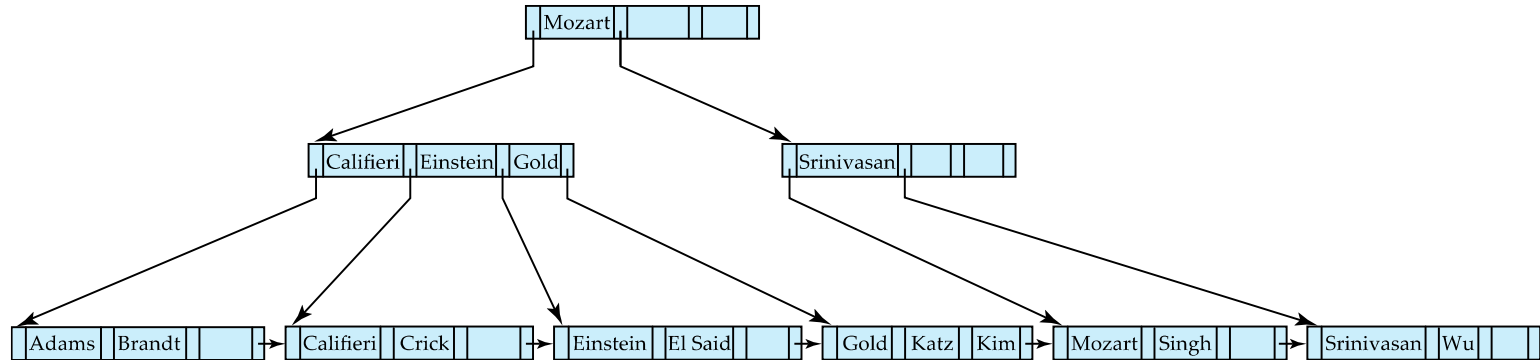 Mozart
Califieri Einstein Gold
Srinivasan
Adams Brandt
Califieri Crick
Einstein El Said
Gold Katz Kim
Mozart Singh
Srinivasan Wu